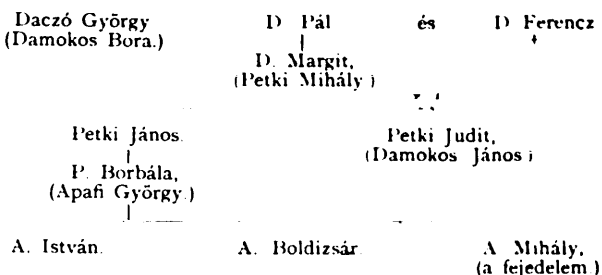 Daczó György D. Pál és D. Ferencz
(Damokos Bora.)
D. Margit,
(Petki Mihály.)
Petki János. Petki Judit,
(Damokos János)
P. Borbála,
(Apafi György.)
A. István. A. Boldizsár. A. Mihály,
(a fejedelem.)